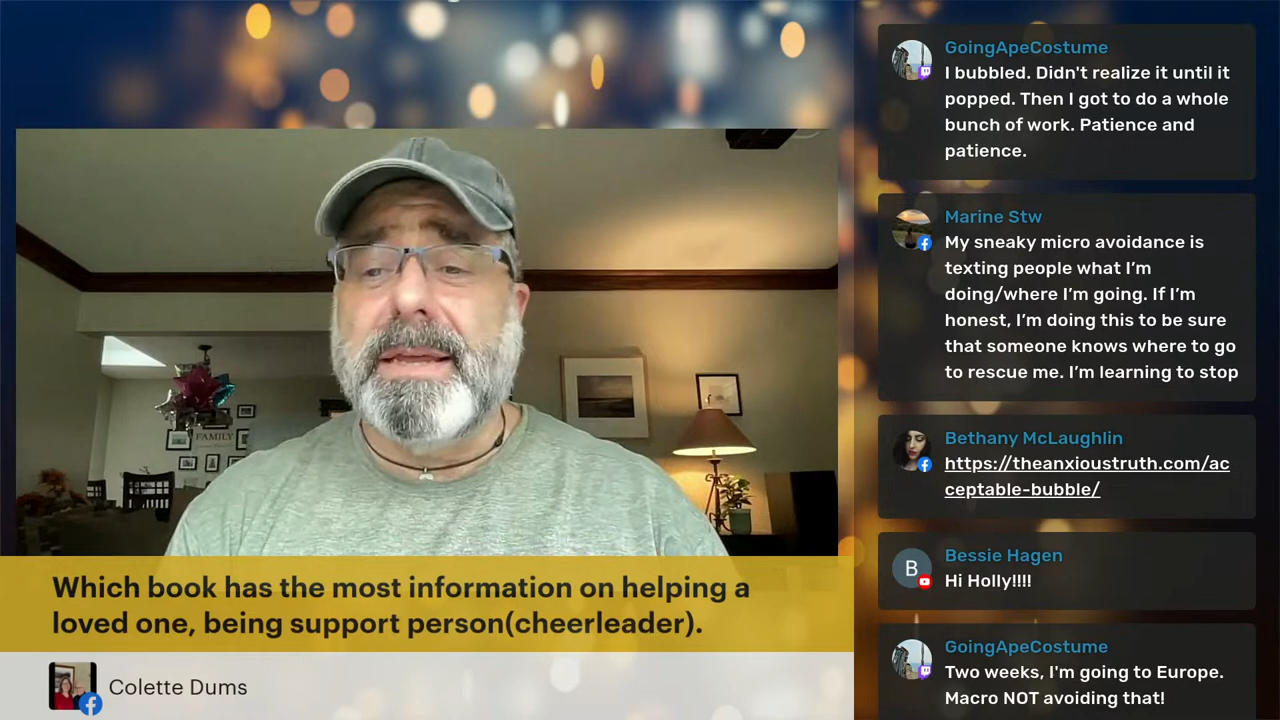 FAMILY
Which book has the most information on helping a
loved one, being support person(cheerleader).
Colette Dums
GoingApeCostume
I bubbled. Didn't realize it until it
popped. Then I got to do a whole
bunch of work. Patience and
patience.
Marine Stw
My sneaky micro avoidance is
texting people what I’m
doing/where I’m going. If I’m
honest, I’m doing this to be sure
that someone knows where to go
to rescue me. I’m learning to stop
Bethany McLaughlin
https://theanxioustruth.com/ac
ceptable-bubble/
B
Bessie Hagen
Hi Holly!!!!
GoingApeCostume
Two weeks, I'm going to Europe.
Macro NOT avoiding that!